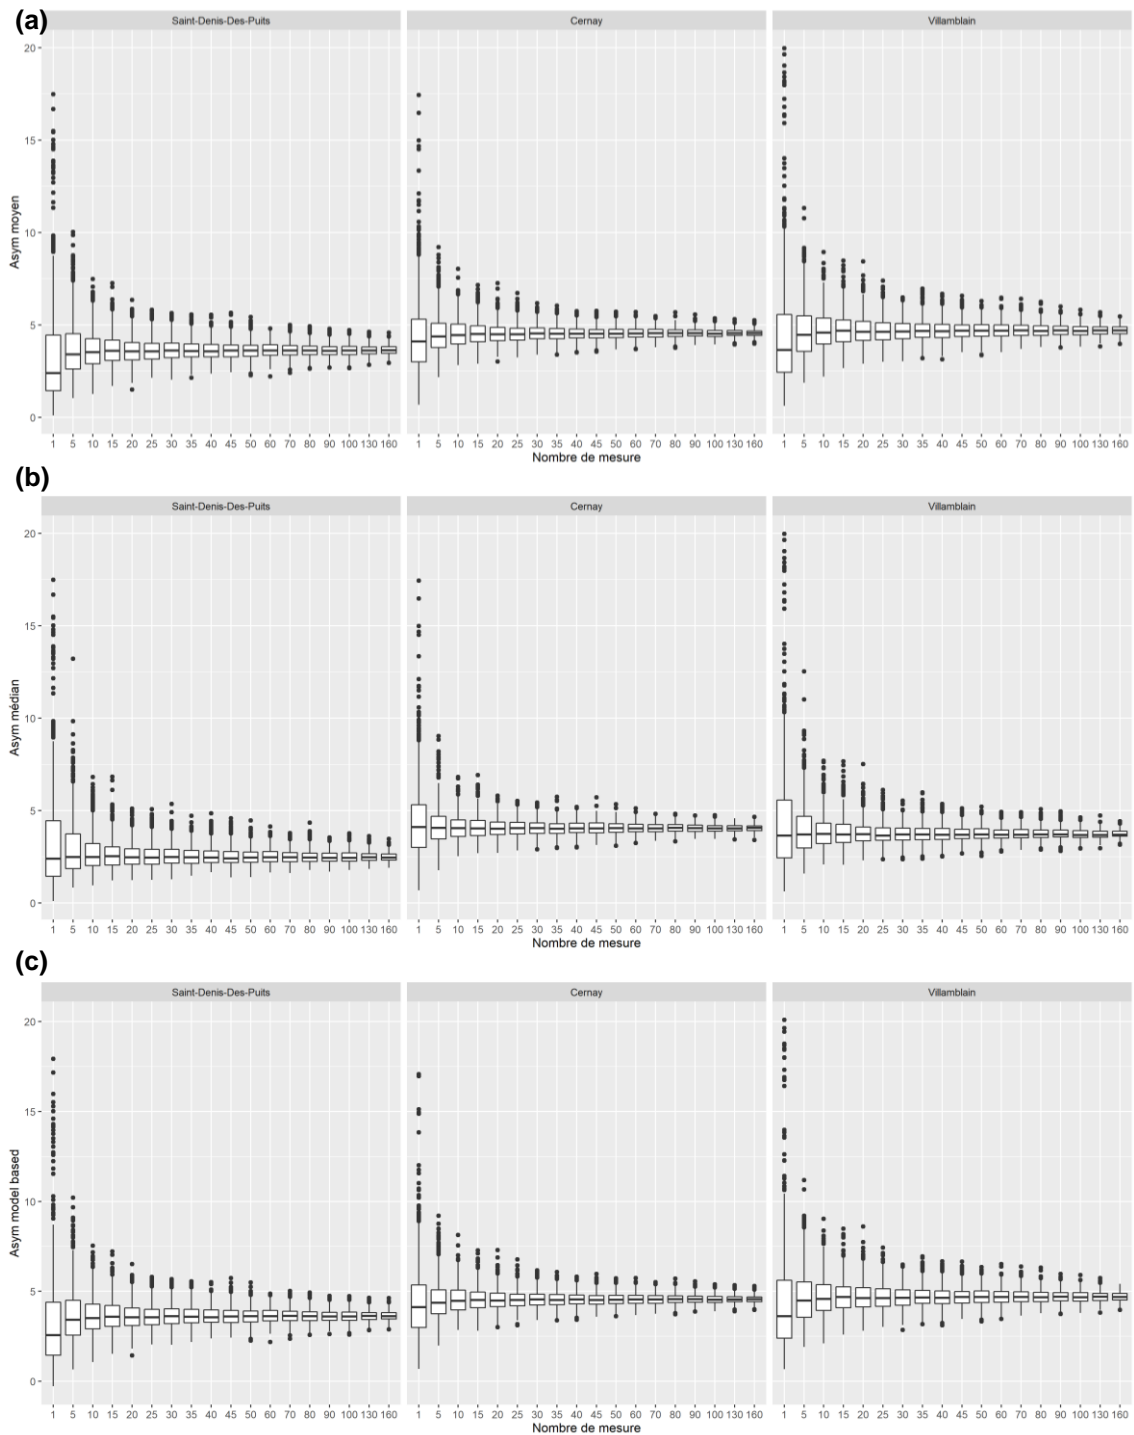 (a)
Saint-Denis-Des-Puits Cernay Villamblain
Asym moyen
20
15
10
5
0
1 5 10 15 20 25 30 35 40 45 50 60 70 80 90 100 130 160 1 5 10 15 20 25 30 35 40 45 50 60 70 80 90 100 130 160 1 5 10 15 20 25 30 35 40 45 50 60 70 80 90 100 130 160
Nombre de mesure
(b)
Saint-Denis-Des-Puits Cernay Villamblain
Asym médian
20
15
10
5
0
1 5 10 15 20 25 30 35 40 45 50 60 70 80 90 100 130 160 1 5 10 15 20 25 30 35 40 45 50 60 70 80 90 100 130 160 1 5 10 15 20 25 30 35 40 45 50 60 70 80 90 100 130 160
Nombre de mesure
(c)
Saint-Denis-Des-Puits Cernay Villamblain
Asym model based
20
15
10
5
0
1 5 10 15 20 25 30 35 40 45 50 60 70 80 90 100 130 160 1 5 10 15 20 25 30 35 40 45 50 60 70 80 90 100 130 160 1 5 10 15 20 25 30 35 40 45 50 60 70 80 90 100 130 160
Nombre de mesure